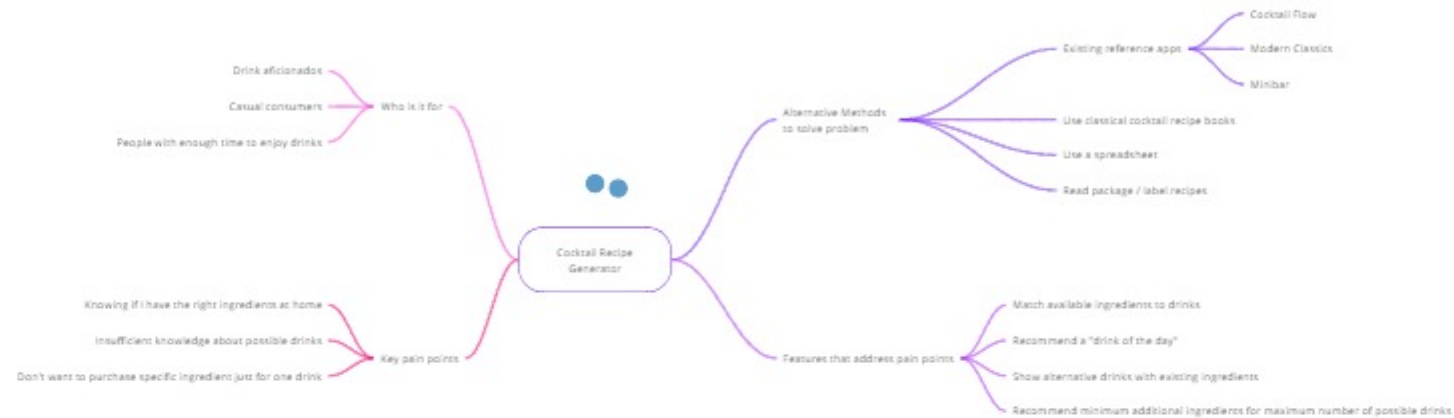 Drink aficionados
Casual consumers
People with enough time to enjoy drinks
Who is it for
Knowing if I have the right ingredients at home
Insufficient knowledge about possible drinks
Don't want to purchase specific ingredient just for one drink
Key pain points
Cocktail Recipe
Generator
Alternative Methods
to solve problem
Existing reference apps
Cocktail Flow
Modern Classics
Minibar
Use classical cocktail recipe books
Use a spreadsheet
Read package / label recipes
Features that address pain points
Match available ingredients to drinks
Recommend a "drink of the day"
Show alternative drinks with existing ingredients
Recommend minimum additional ingredients for maximum number of possible drinks